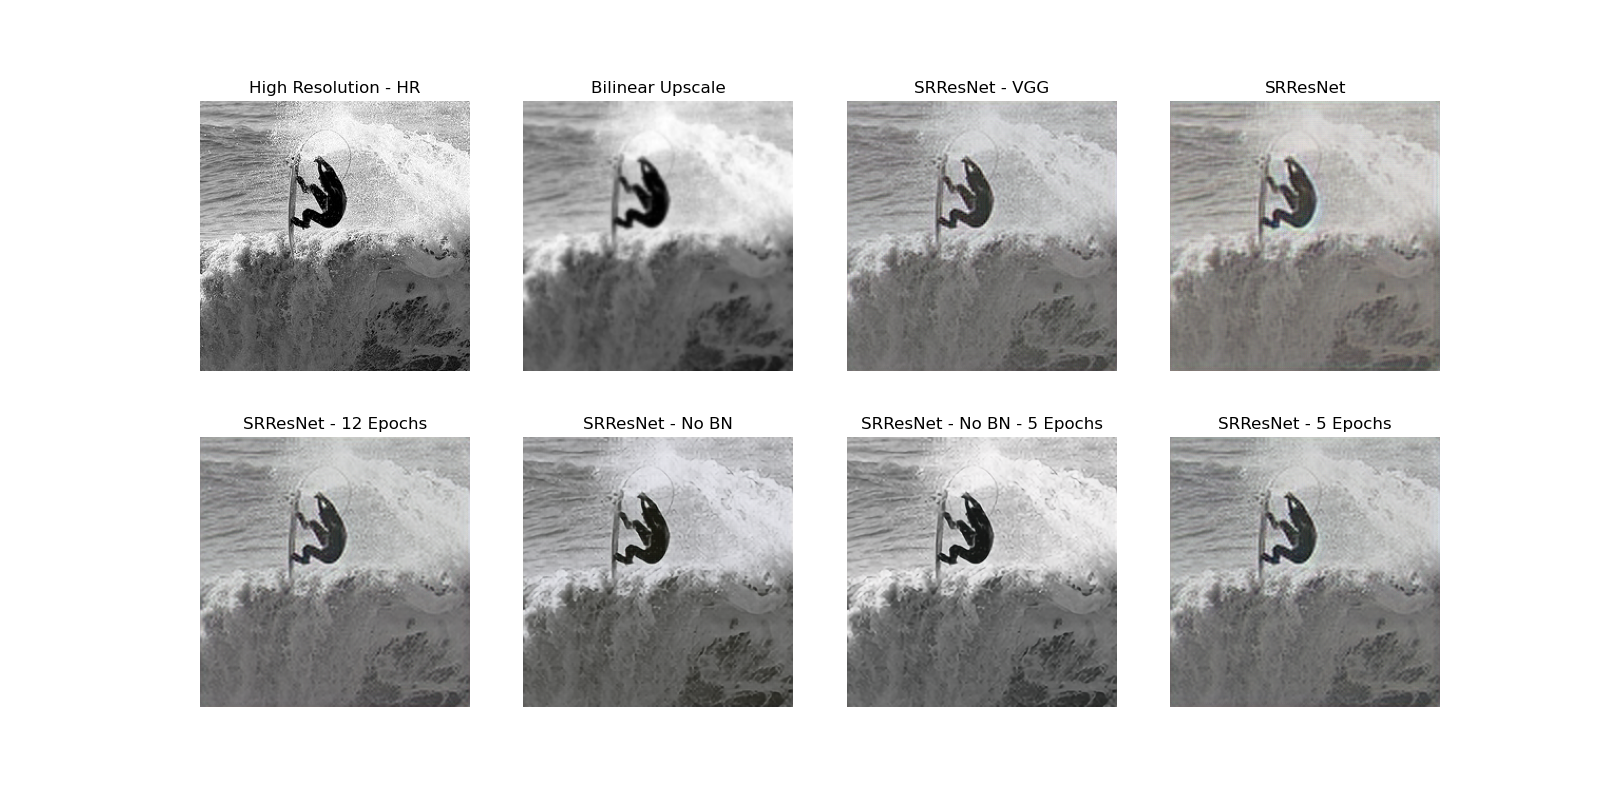 High Resolution - HR
Bilinear Upscale
SRResNet - VGG
SRResNet
SRResNet - 12 Epochs
SRResNet - No BN
SRResNet - No BN - 5 Epochs
SRResNet - 5 Epochs